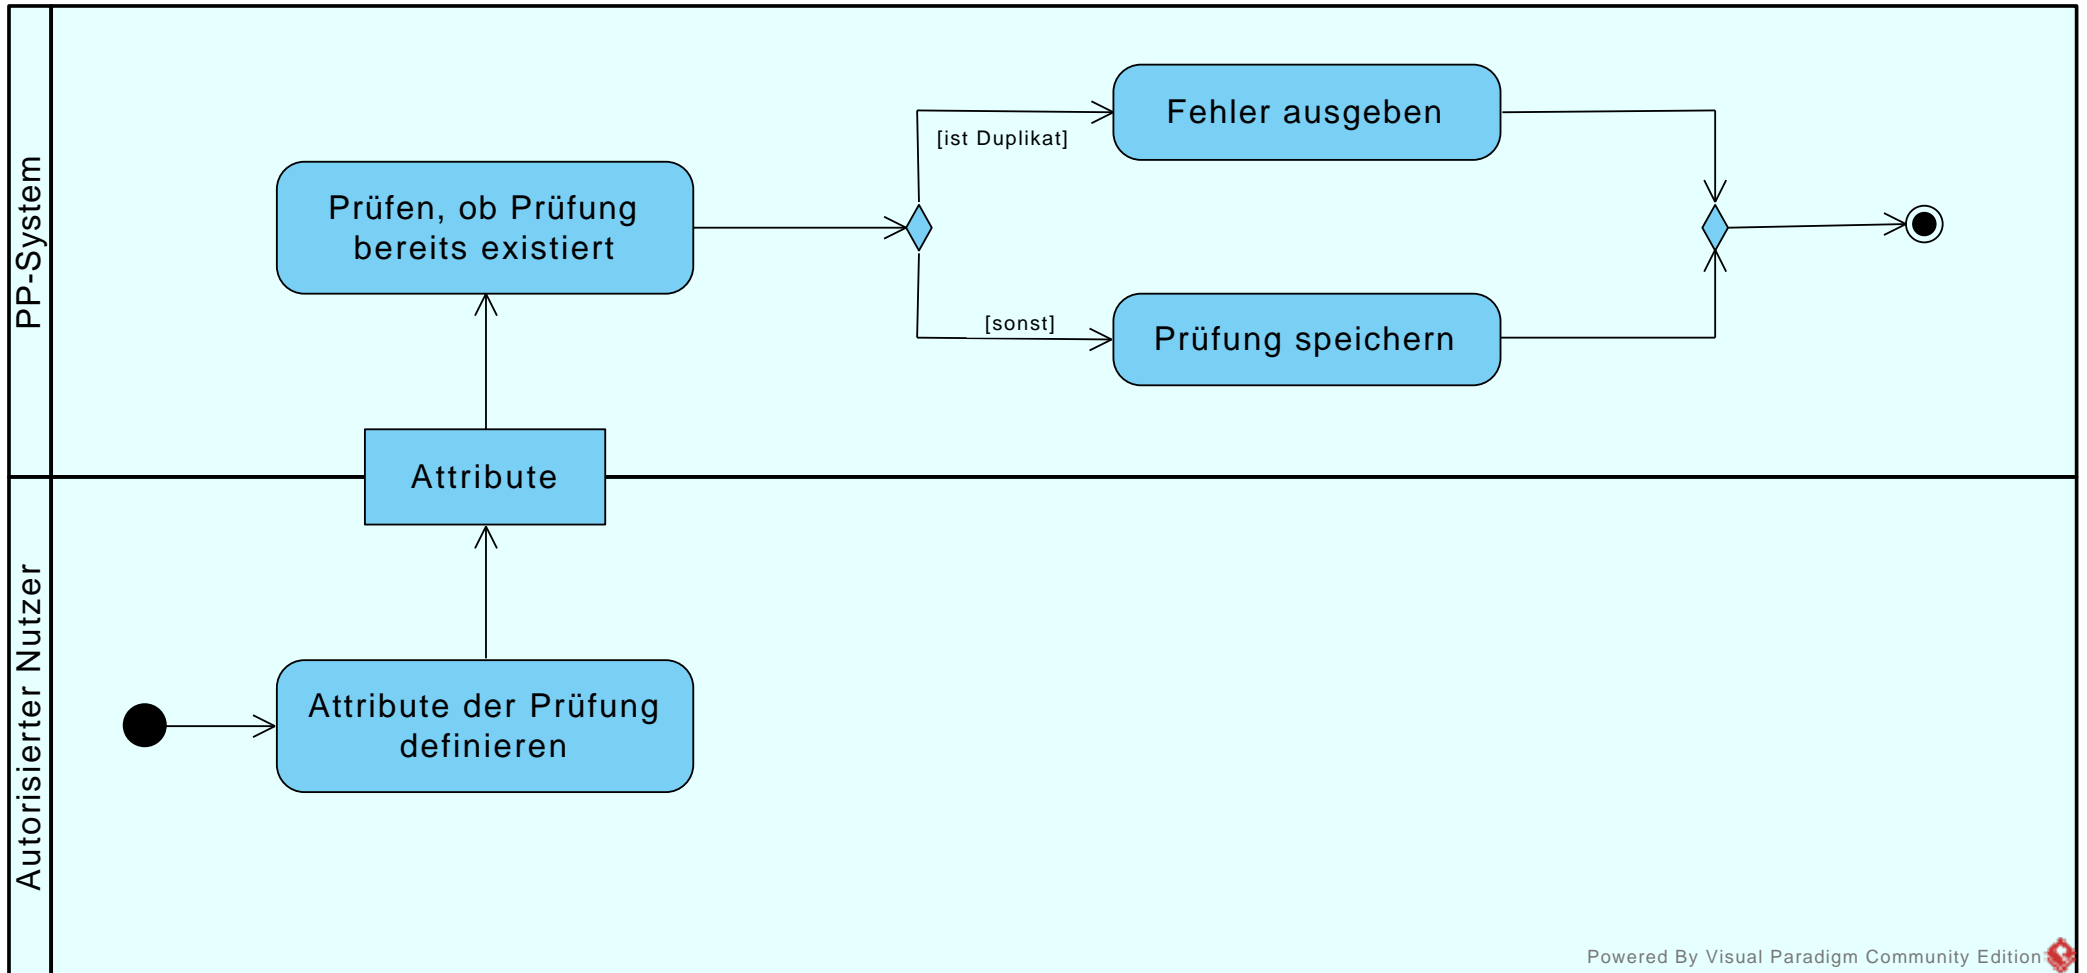 PP-System
Fehler ausgeben
[ist Duplikat]
Prüfen, ob Prüfung
bereits existiert
[sonst]
Prüfung speichern
Attribute
Autorisierter Nutzer
Attribute der Prüfung
definieren
Powered By Visual Paradigm Community Edition